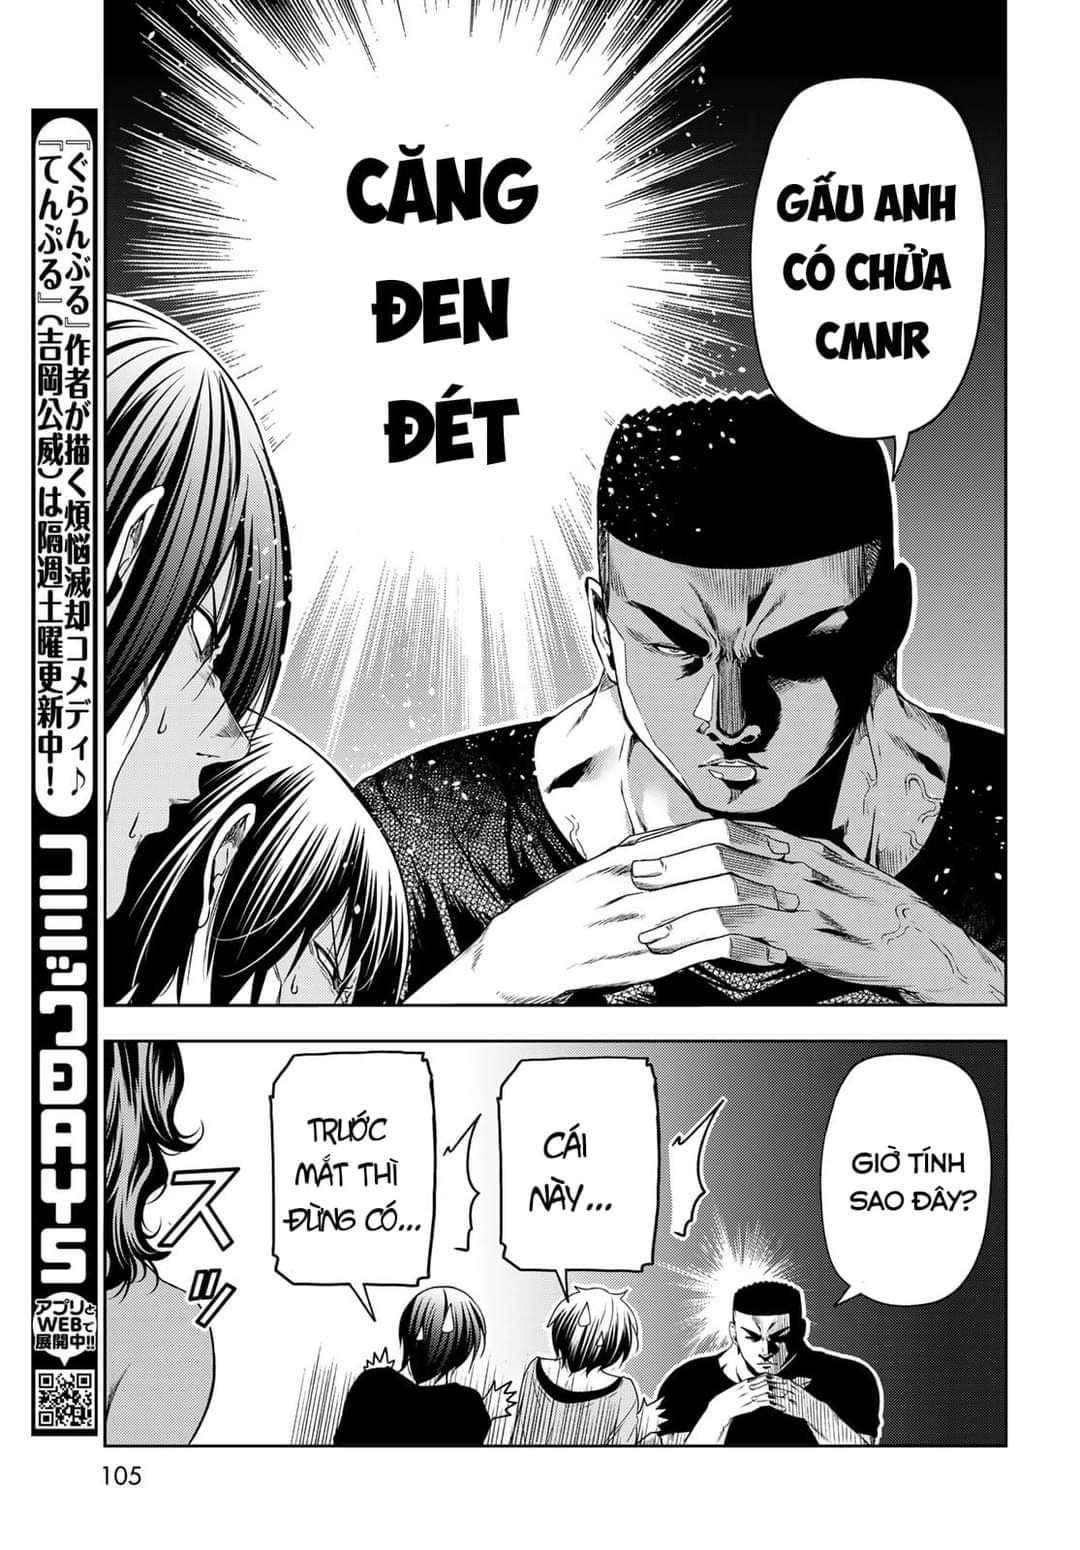 GẤU ANH
CÓ CHỬA
CMNR
CĂNG
ĐEN
ĐÉT
GIỜ TÍNH
SAO ĐÂY?
CÁI
NÀY...
TRƯỚC
MẮT THÌ
ĐỪNG CÓ...
スッ
『ぐらんぶる』作者が描く煩悩滅却コメディ♪
『てんぷる』(吉岡公威)は隔週土曜更新中!
コミックDAYS
アプリと
WEBで
展開中!!
105